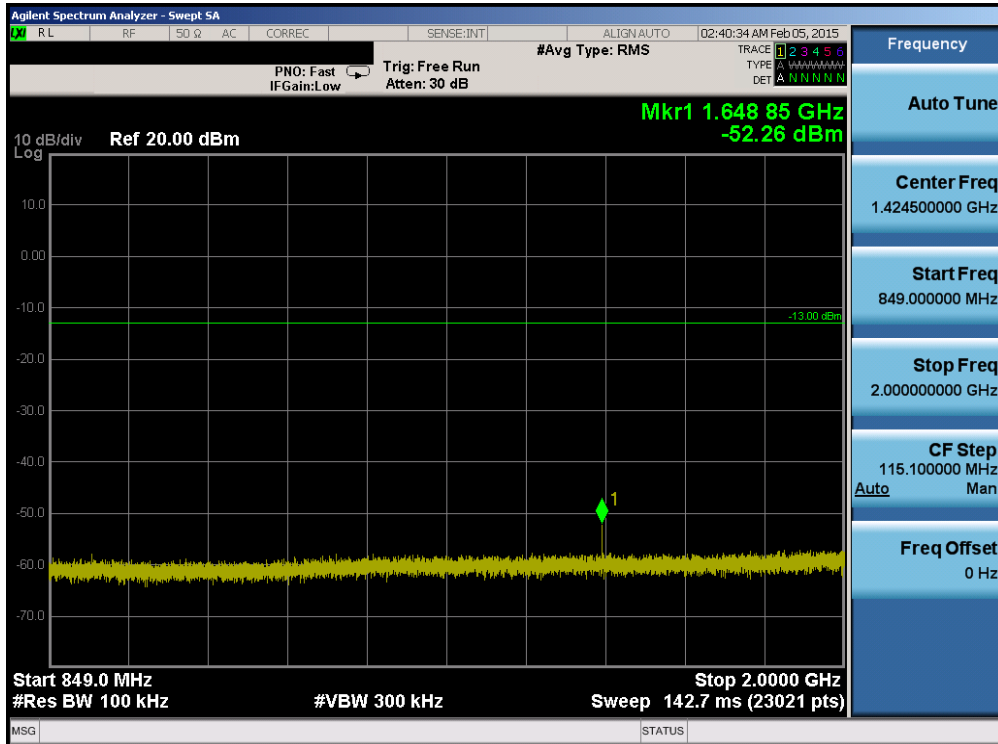 Agilent Spectrum Analyzer - Swept SA
LXI RL RF 50 Ω AC CORREC SENSE:INT ALIGN AUTO 02:40:34 AM Feb 05, 2015
#Avg Type: RMS TRACE 1 2 3 4 5 6
PNO: Fast Trig: Free Run TYPE A
IFGain:Low Atten: 30 dB DET A N N N N N
Frequency
Mkr1 1.648 85 GHz
-52.26 dBm
10 dB/div Ref 20.00 dBm
Log
10.0
0.00
-10.0
-13.00 dBm
-20.0
-30.0
-40.0
-50.0
1
-60.0
-70.0
Start 849.0 MHz Stop 2.0000 GHz
#Res BW 100 kHz #VBW 300 kHz Sweep 142.7 ms (23021 pts)
Auto Tune
Center Freq
1.424500000 GHz
Start Freq
849.000000 MHz
Stop Freq
2.000000000 GHz
CF Step
115.100000 MHz
Auto Man
Freq Offset
0 Hz
MSG STATUS